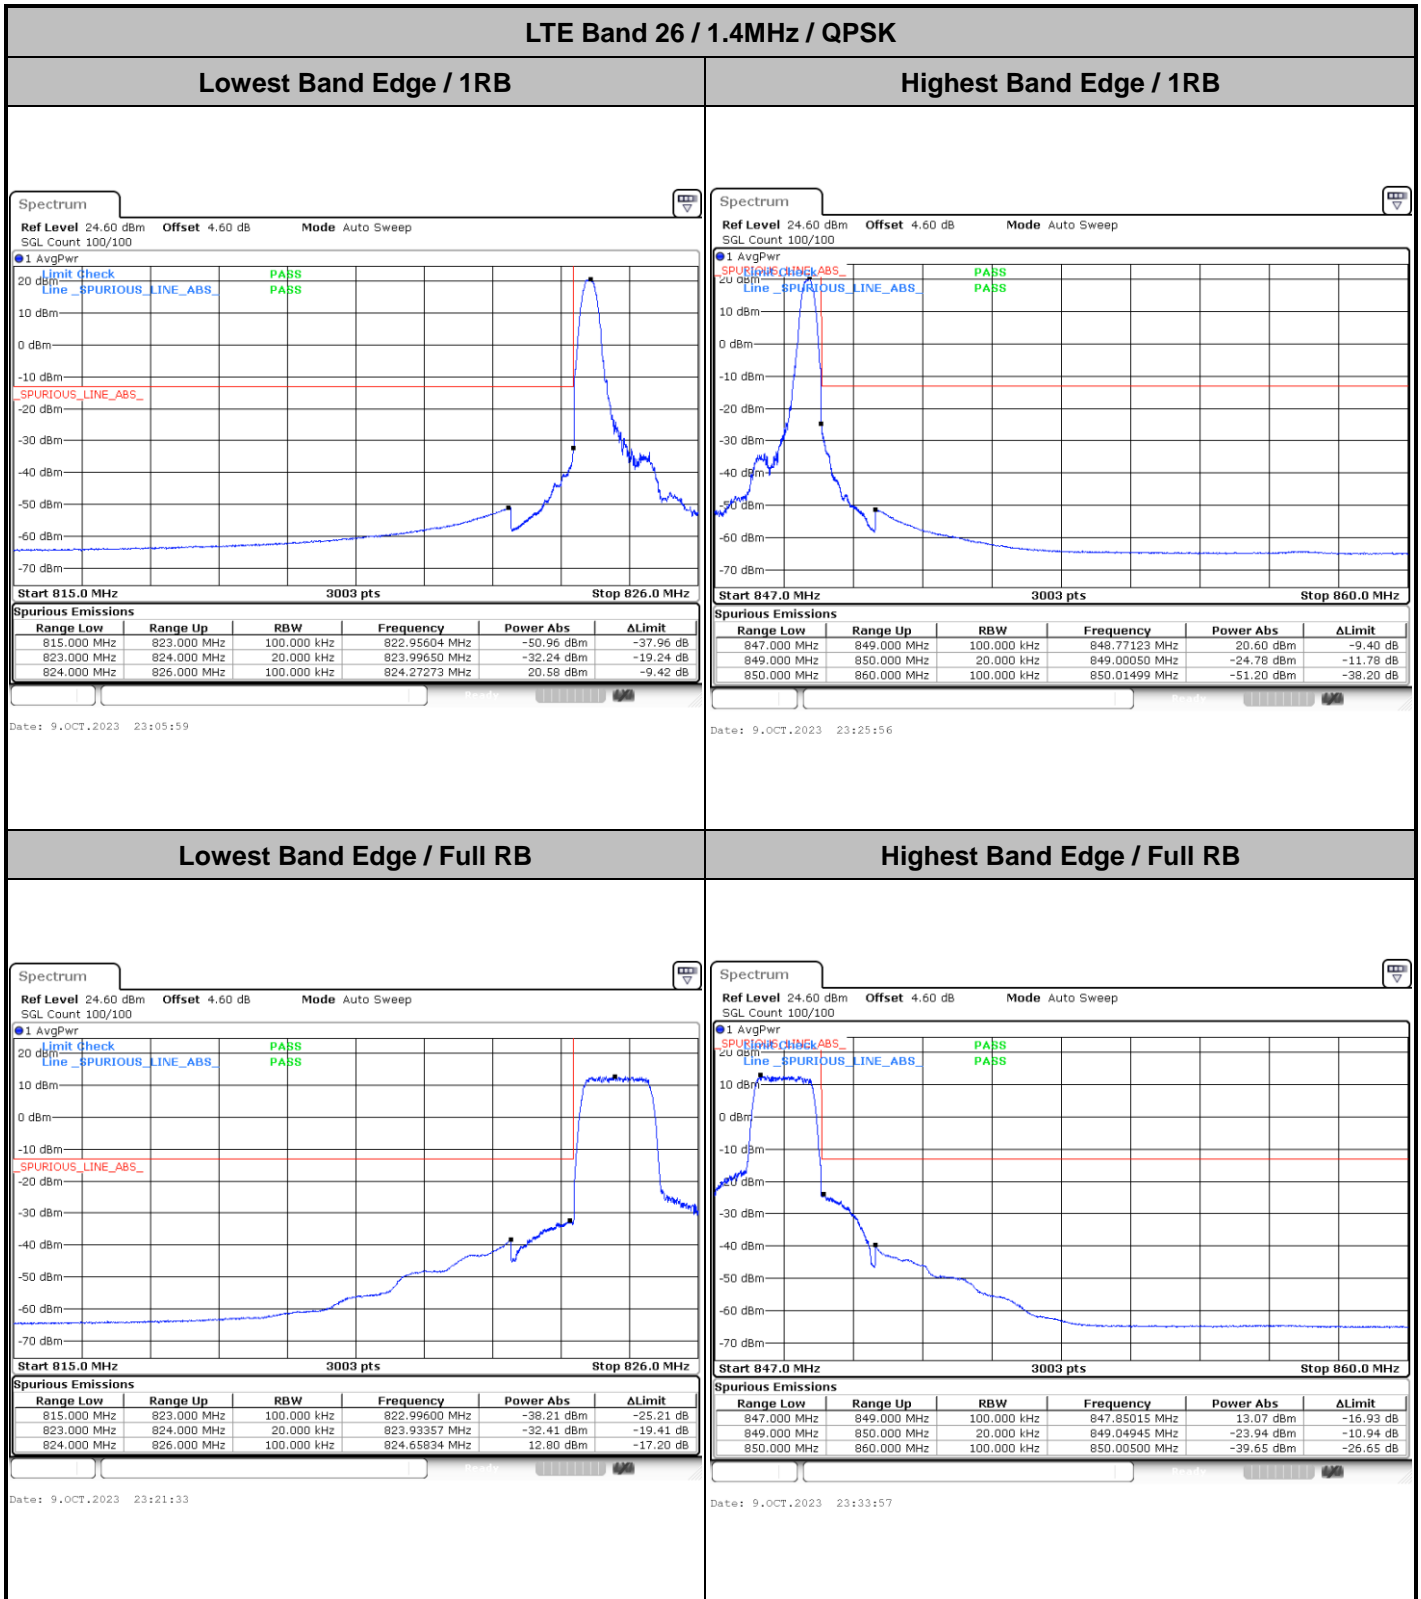 LTE Band 26 / 1.4MHz / QPSK
Lowest Band Edge / 1RB
Highest Band Edge / 1RB
Spectrum
Ref Level 24.60 dBm Offset 4.60 dB Mode Auto Sweep
SGL Count 100/100
1 AvgPwr
Limit Check PASS
Line _SPURIOUS_LINE_ABS_ PASS
20 dBm
10 dBm
0 dBm
-10 dBm
_SPURIOUS_LINE_ABS_
-20 dBm
-30 dBm
-40 dBm
-50 dBm
-60 dBm
-70 dBm
Start 815.0 MHz 3003 pts Stop 826.0 MHz
Spurious Emissions
Range Low Range Up RBW Frequency Power Abs ΔLimit
815.000 MHz 823.000 MHz 100.000 kHz 822.95604 MHz -50.96 dBm -37.96 dB
823.000 MHz 824.000 MHz 20.000 kHz 823.99650 MHz -32.24 dBm -19.24 dB
824.000 MHz 826.000 MHz 100.000 kHz 824.27273 MHz 20.58 dBm -9.42 dB
Ready
Date: 9.OCT.2023 23:05:59
Spectrum
Ref Level 24.60 dBm Offset 4.60 dB Mode Auto Sweep
SGL Count 100/100
1 AvgPwr
_SPURIOUS_LINE_ABS_
Limit Check PASS
Line _SPURIOUS_LINE_ABS_ PASS
20 dBm
10 dBm
0 dBm
-10 dBm
-20 dBm
-30 dBm
-40 dBm
-50 dBm
-60 dBm
-70 dBm
Start 847.0 MHz 3003 pts Stop 860.0 MHz
Spurious Emissions
Range Low Range Up RBW Frequency Power Abs ΔLimit
847.000 MHz 849.000 MHz 100.000 kHz 848.77123 MHz 20.60 dBm -9.40 dB
849.000 MHz 850.000 MHz 20.000 kHz 849.00050 MHz -24.78 dBm -11.78 dB
850.000 MHz 860.000 MHz 100.000 kHz 850.01499 MHz -51.20 dBm -38.20 dB
Ready
Date: 9.OCT.2023 23:25:56
Lowest Band Edge / Full RB
Highest Band Edge / Full RB
Spectrum
Ref Level 24.60 dBm Offset 4.60 dB Mode Auto Sweep
SGL Count 100/100
1 AvgPwr
Limit Check PASS
Line _SPURIOUS_LINE_ABS_ PASS
20 dBm
10 dBm
0 dBm
-10 dBm
_SPURIOUS_LINE_ABS_
-20 dBm
-30 dBm
-40 dBm
-50 dBm
-60 dBm
-70 dBm
Start 815.0 MHz 3003 pts Stop 826.0 MHz
Spurious Emissions
Range Low Range Up RBW Frequency Power Abs ΔLimit
815.000 MHz 823.000 MHz 100.000 kHz 822.99600 MHz -38.21 dBm -25.21 dB
823.000 MHz 824.000 MHz 20.000 kHz 823.93357 MHz -32.41 dBm -19.41 dB
824.000 MHz 826.000 MHz 100.000 kHz 824.65834 MHz 12.80 dBm -17.20 dB
Ready
Date: 9.OCT.2023 23:21:33
Spectrum
Ref Level 24.60 dBm Offset 4.60 dB Mode Auto Sweep
SGL Count 100/100
1 AvgPwr
_SPURIOUS_LINE_ABS_
Limit Check PASS
Line _SPURIOUS_LINE_ABS_ PASS
20 dBm
10 dBm
0 dBm
-10 dBm
-20 dBm
-30 dBm
-40 dBm
-50 dBm
-60 dBm
-70 dBm
Start 847.0 MHz 3003 pts Stop 860.0 MHz
Spurious Emissions
Range Low Range Up RBW Frequency Power Abs ΔLimit
847.000 MHz 849.000 MHz 100.000 kHz 847.85015 MHz 13.07 dBm -16.93 dB
849.000 MHz 850.000 MHz 20.000 kHz 849.04945 MHz -23.94 dBm -10.94 dB
850.000 MHz 860.000 MHz 100.000 kHz 850.00500 MHz -39.65 dBm -26.65 dB
Ready
Date: 9.OCT.2023 23:33:57